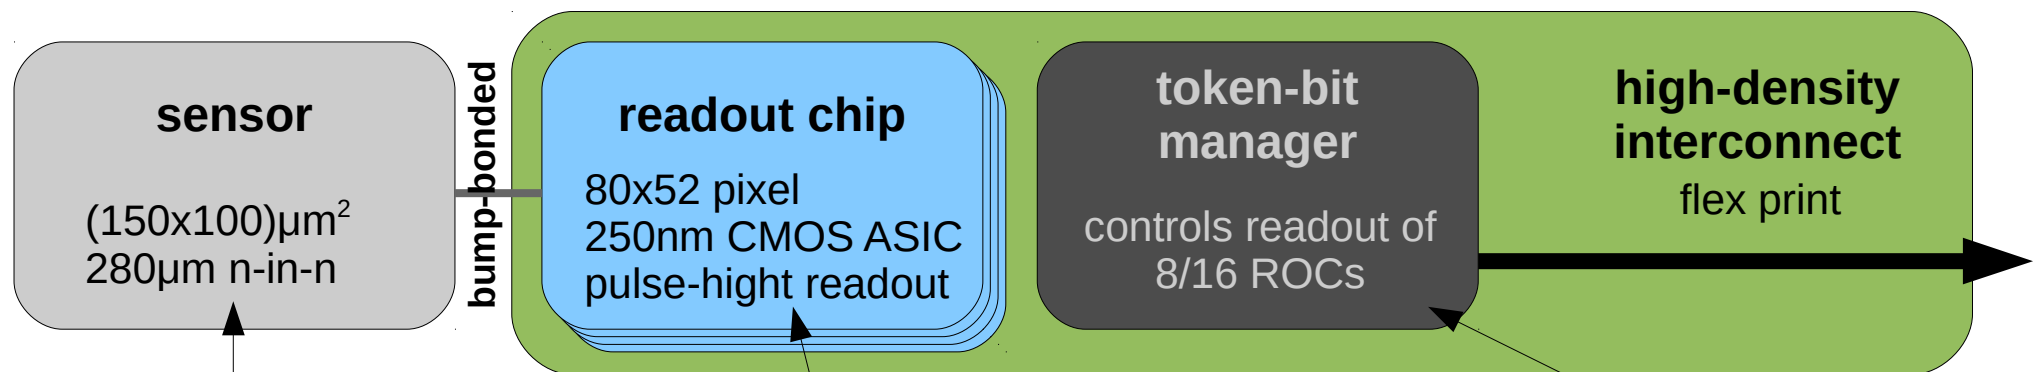 sensor
(150x100)μm²
280μm n-in-n
bump-bonded
readout chip
80x52 pixel
250nm CMOS ASIC
pulse-hight readout
token-bit
manager
controls readout of
8/16 ROCs
high-density
interconnect
flex print